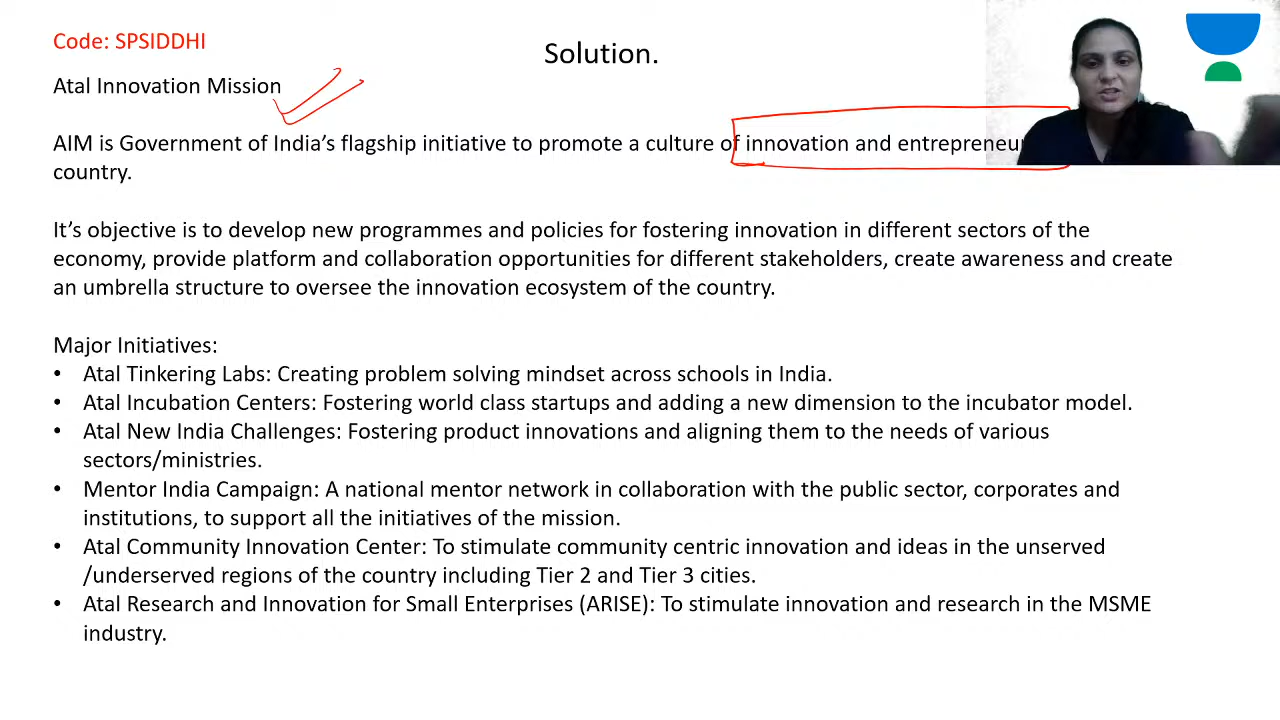 Code: SPSIDDHI
Solution.
Atal Innovation Mission
AIM is Government of India’s flagship initiative to promote a culture of innovation and
country.
It’s objective is to develop new programmes and policies for fostering innovation in different sectors of the
economy, provide platform and collaboration opportunities for different stakeholders, create awareness and create
an umbrella structure to oversee the innovation ecosystem of the country.
Major Initiatives:
• Atal Tinkering Labs: Creating problem solving mindset across schools in India.
• Atal Incubation Centers: Fostering world class startups and adding a new dimension to the incubator model.
• Atal New India Challenges: Fostering product innovations and aligning them to the needs of various
sectors/ministries.
• Mentor India Campaign: A national mentor network in collaboration with the public sector, corporates and
institutions, to support all the initiatives of the mission.
• Atal Community Innovation Center: To stimulate community centric innovation and ideas in the unserved
/underserved regions of the country including Tier 2 and Tier 3 cities.
• Atal Research and Innovation for Small Enterprises (ARISE): To stimulate innovation and research in the MSME
industry.